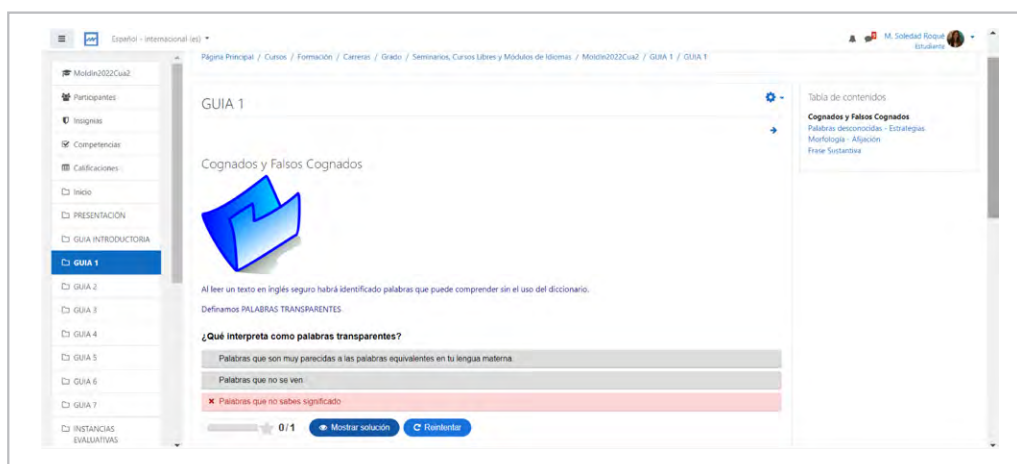 Español - Internacional (es)
M. Soledad Roqué
Estudiante
Página Principal / Cursos / Formación / Carreras / Grado / Seminarios, Cursos Libres y Módulos de Idiomas / MoIdIn2022Cua2 / GUIA 1 / GUIA 1
MoIdIn2022Cua2
Participantes
Insignias
Competencias
Calificaciones
Inicio
PRESENTACIÓN
GUIA INTRODUCTORIA
GUIA 1
GUIA 2
GUIA 3
GUIA 4
GUIA 5
GUIA 6
GUIA 7
INSTANCIAS
EVALUATIVAS
GUIA 1
Cognados y Falsos Cognados
Al leer un texto en inglés seguro habrá identificado palabras que puede comprender sin el uso del diccionario.
Definamos PALABRAS TRANSPARENTES
¿Qué interpreta como palabras transparentes?
Palabras que son muy parecidas a las palabras equivalentes en tu lengua materna.
Palabras que no se ven
Palabras que no sabes significado
0/1
Mostrar solución
Reintentar
Tabla de contenidos
Cognados y Falsos Cognados
Palabras desconocidas - Estrategias
Morfología - Afijación
Frase Sustantiva